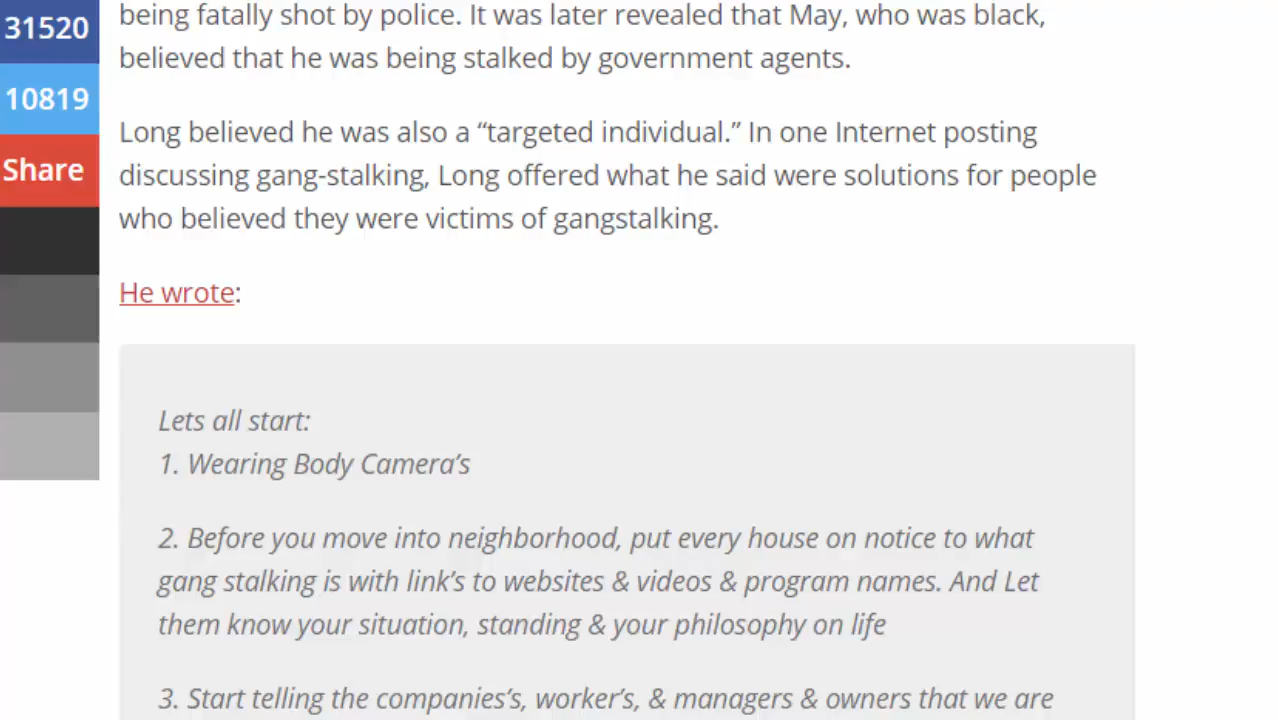 31520
10819
Share
being fatally shot by police. It was later revealed that May, who was black,
believed that he was being stalked by government agents.
Long believed he was also a “targeted individual.” In one Internet posting
discussing gang-stalking, Long offered what he said were solutions for people
who believed they were victims of gangstalking.
He wrote:
Lets all start:
1. Wearing Body Camera’s
2. Before you move into neighborhood, put every house on notice to what
gang stalking is with link’s to websites & videos & program names. And Let
them know your situation, standing & your philosophy on life
3. Start telling the companies’s, worker’s, & managers & owners that we are